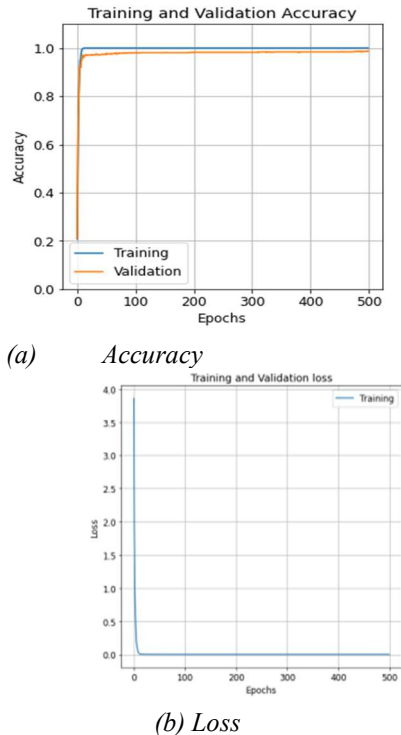 Training and Validation Accuracy
1.0
0.8
0.6
0.4
0.2
0.0
Accuracy
Training
Validation
0 100 200 300 400 500
Epochs
(a) Accuracy
Training and Validation loss
4.0
3.5
3.0
2.5
2.0
1.5
1.0
0.5
0.0
Loss
Training
0 100 200 300 400 500
Epochs
(b) Loss